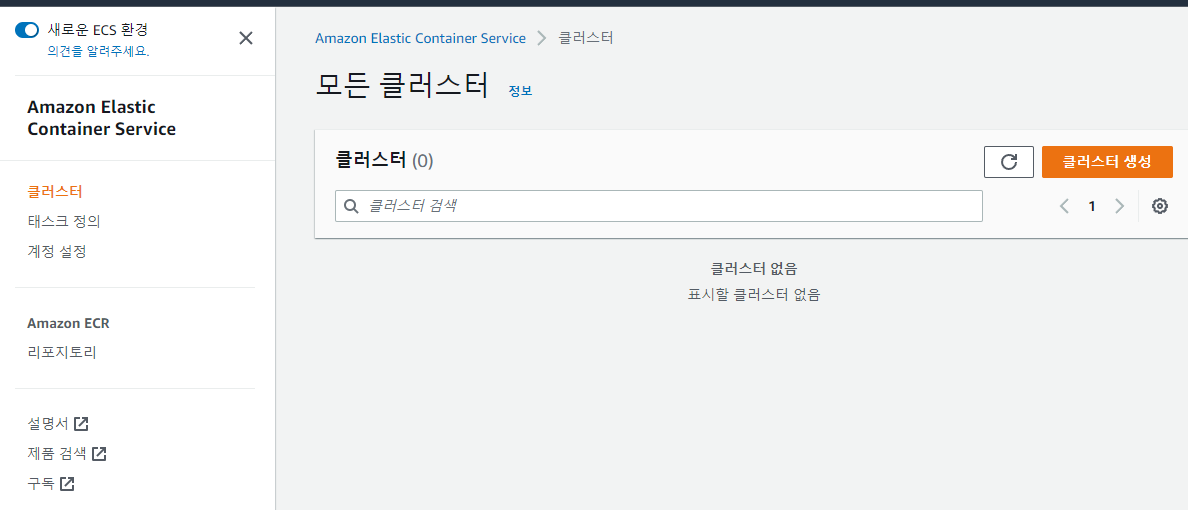 새로운 ECS 환경
의견을 알려주세요.
Amazon Elastic
Container Service
클러스터
태스크 정의
계정 설정
Amazon ECR
리포지토리
설명서
제품 검색
구독
Amazon Elastic Container Service
클러스터
모든 클러스터 정보
클러스터 (0)
클러스터 생성
클러스터 검색
1
클러스터 없음
표시할 클러스터 없음